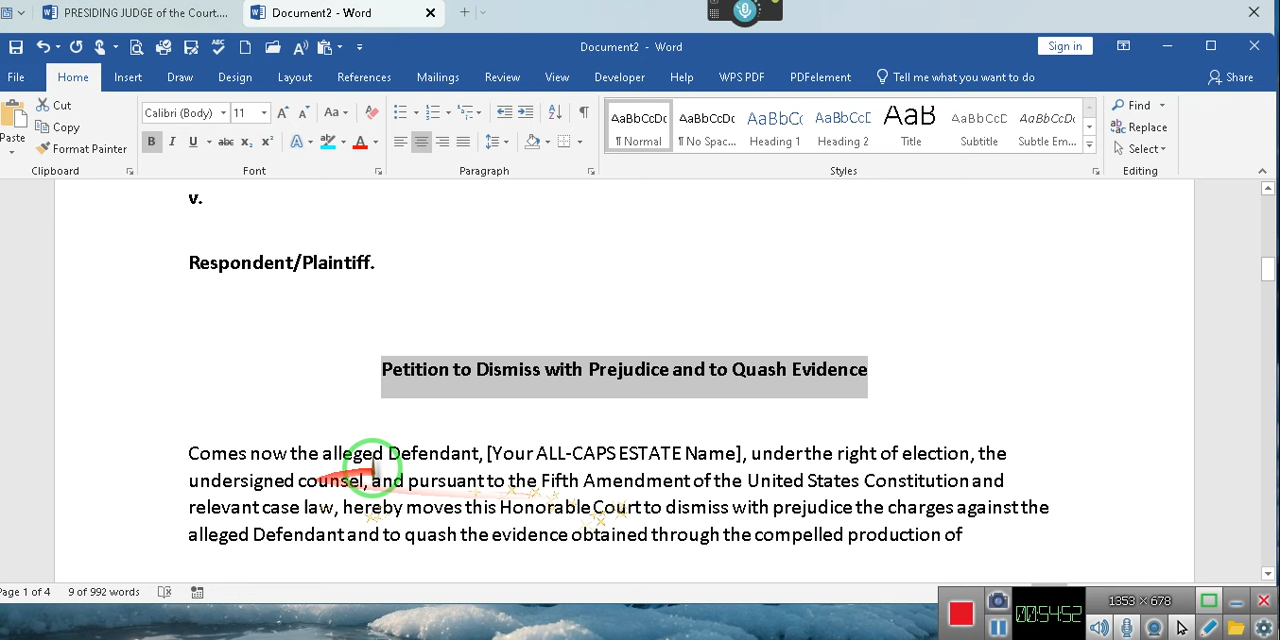 PRESIDING JUDGE of the Court....
Document2 - Word
Document2 - Word
Sign in
File Home Insert Draw Design Layout References Mailings Review View Developer Help WPS PDF PDFelement Tell me what you want to do Share
Cut
Copy
Format Painter
Paste
Clipboard
Calibri (Body) 11
Font
Paragraph
AaBbCcDc AaBbCcDc AaBbCc AaBbCcD AaB AaBbCcD AaBbCcDc
¶ Normal ¶ No Spac... Heading 1 Heading 2 Title Subtitle Subtle Em...
Styles
Find
Replace
Select
Editing
v.
Respondent/Plaintiff.
Petition to Dismiss with Prejudice and to Quash Evidence
Comes now the alleged Defendant, [Your ALL-CAPS ESTATE Name], under the right of election, the
undersigned counsel, and pursuant to the Fifth Amendment of the United States Constitution and
relevant case law, hereby moves this Honorable Court to dismiss with prejudice the charges against the
alleged Defendant and to quash the evidence obtained through the compelled production of
Page 1 of 4 9 of 992 words
00:54:52
1353 × 678